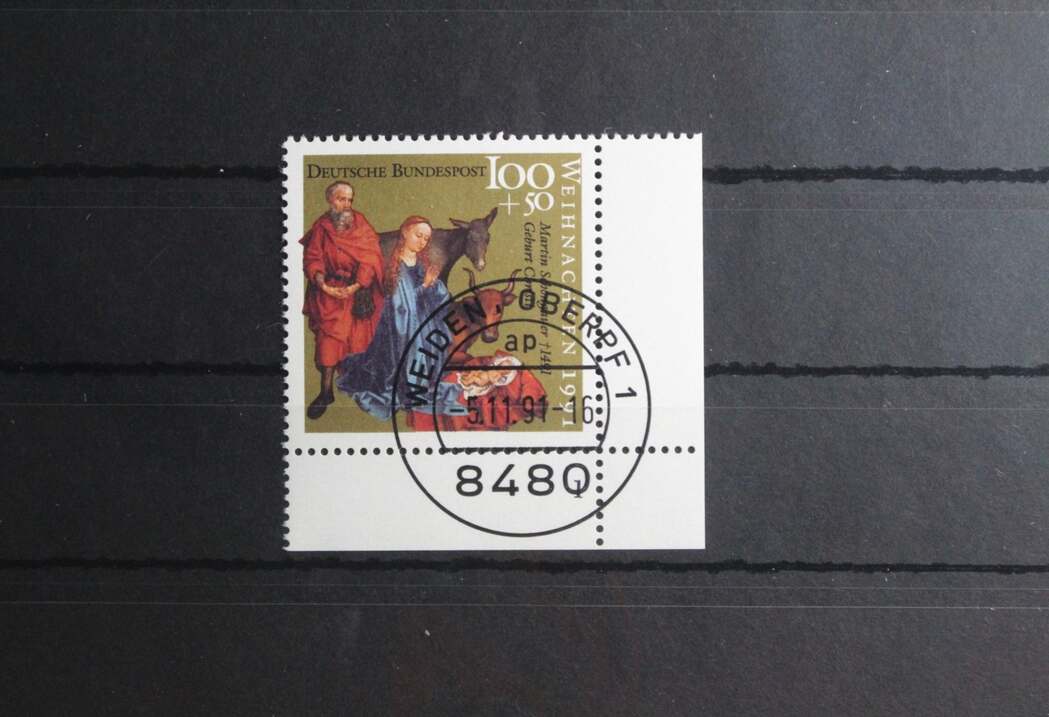 DEUTSCHE BUNDESPOST
100
+50
WEIHNACHTEN 1991
Martin Schongauer †1491
Geburt Christi
WEIDEN, OBERPF 1
ap
-5.11.91-16
8480
1